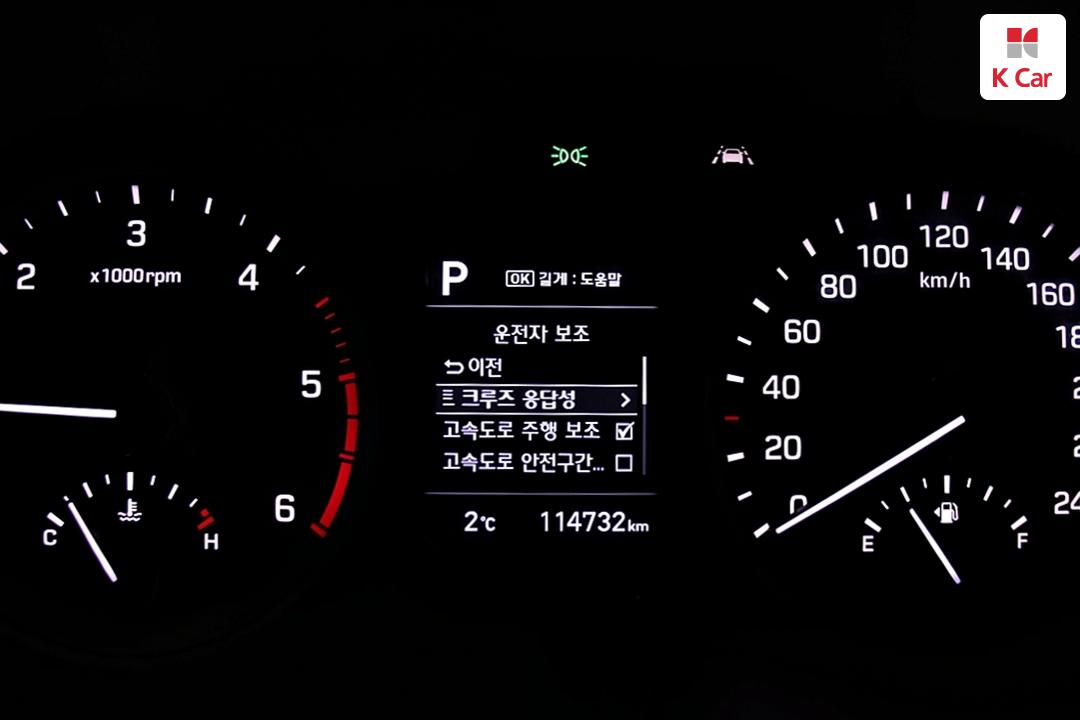 K Car
2
3
4
5
6
x1000rpm
C
H
P
OK 길게 : 도움말
운전자 보조
이전
크루즈 응답성
고속도로 주행 보조
고속도로 안전구간...
2℃
114732km
0
20
40
60
80
100
120
140
160
km/h
E
F